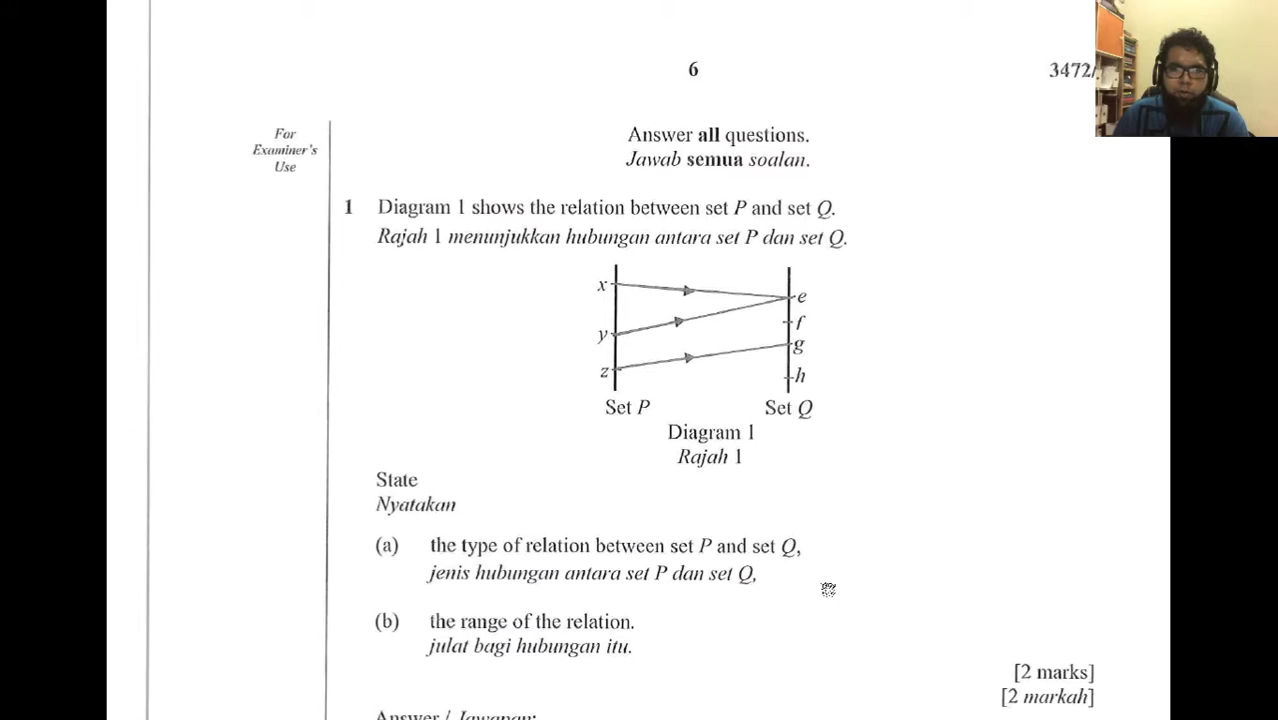 6
3472/
For
Examiner's
Use
Answer all questions.
Jawab semua soalan.
1 Diagram 1 shows the relation between set P and set Q.
Rajah 1 menunjukkan hubungan antara set P dan set Q.
x
e
f
y
g
z
h
Set P
Set Q
Diagram 1
Rajah 1
State
Nyatakan
(a) the type of relation between set P and set Q,
jenis hubungan antara set P dan set Q,
(b) the range of the relation.
julat bagi hubungan itu.
[2 marks]
[2 markah]
Answer / Jawapan: